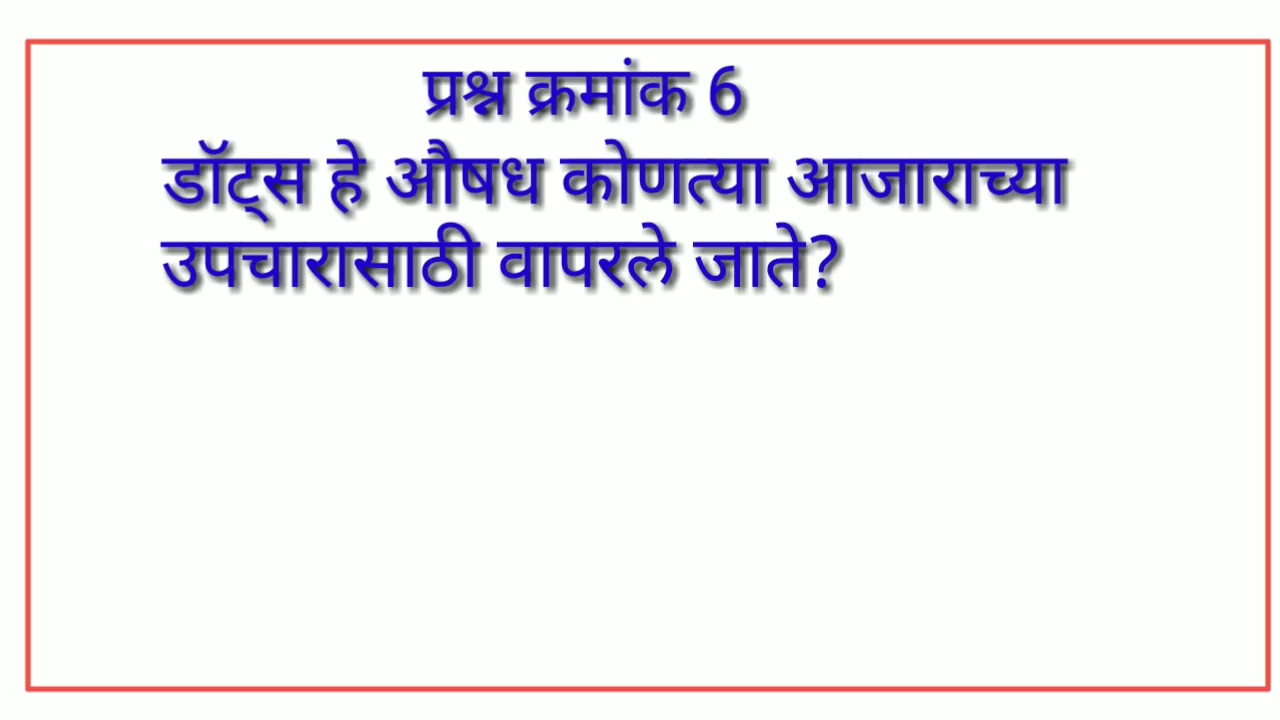 प्रश्न क्रमांक 6
डॉट्स हे औषध कोणत्या आजाराच्या
उपचारासाठी वापरले जाते?